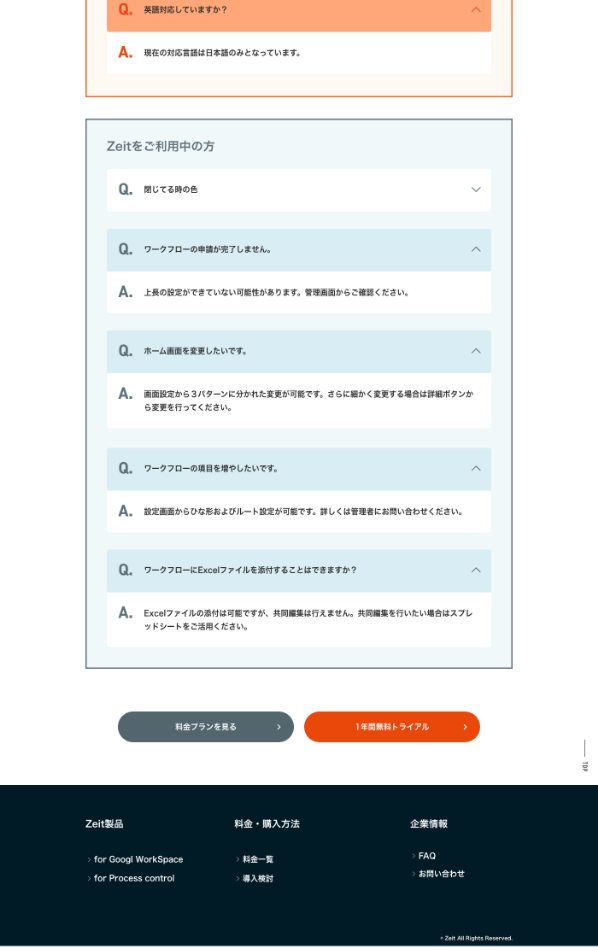 Q. 英語対応していますか？
A. 現在の対応言語は日本語のみとなっています。
Zeitをご利用中の方
Q. 閉じてる時の色
Q. ワークフローの申請が完了しません。
A. 上長の設定ができていない可能性があります。管理画面からご確認ください。
Q. ホーム画面を変更したいです。
A. 画面設定から３パターンに分かれた変更が可能です。さらに細かく変更する場合は詳細ボタンか
ら変更を行ってください。
Q. ワークフローの項目を増やしたいです。
A. 設定画面からひな形およびルート設定が可能です。詳しくは管理者にお問い合わせください。
Q. ワークフローにExcelファイルを添付することはできますか？
A. Excelファイルの添付は可能ですが、共同編集は行えません。共同編集を行いたい場合はスプレ
ッドシートをご活用ください。
料金プランを見る
1年間無料トライアル
TOP
Zeit製品
for Googl WorkSpace
for Process control
料金・購入方法
料金一覧
導入検討
企業情報
FAQ
お問い合わせ
Zeit All Rights Reserved.